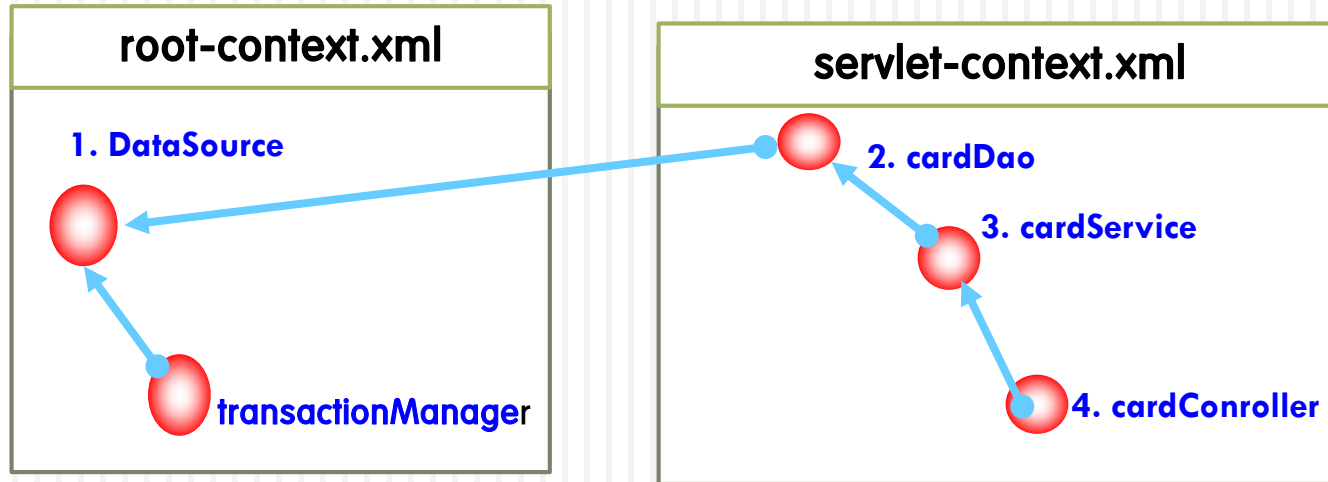 root-context.xml
1. DataSource
transactionManager
servlet-context.xml
2. cardDao
3. cardService
4. cardConroller